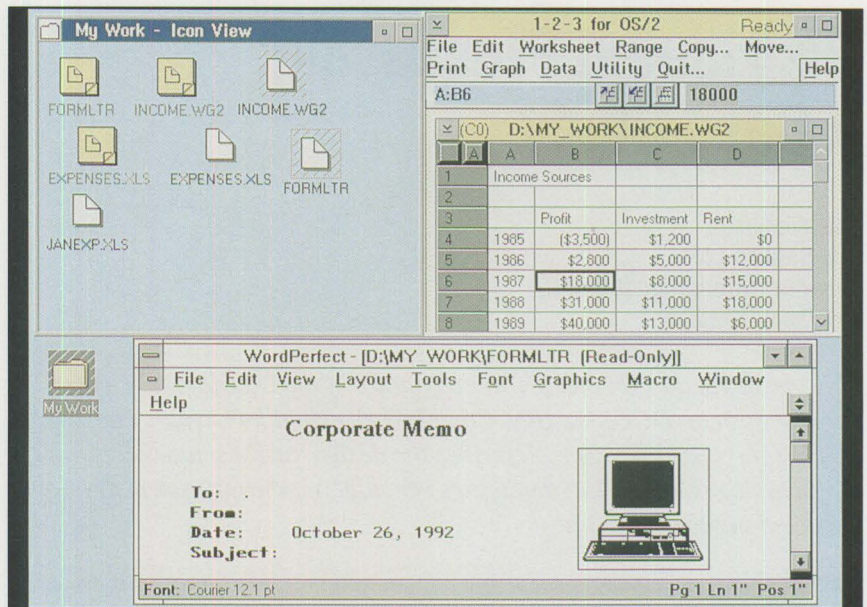 My Work - Icon View
FORMLTR INCOME.WG2 INCOME.WG2
EXPENSES.XLS EXPENSES.XLS FORMLTR
JANEXP.XLS
1-2-3 for OS/2 Ready
File Edit Worksheet Range Copy... Move...
Print Graph Data Utility Quit... Help
A:B6 18000
(C0) D:\MY_WORK\INCOME.WG2
A A B C D
1 Income Sources
2
3 Profit Investment Rent
4 1985 ($3,500) $1,200 $0
5 1986 $2,800 $5,000 $12,000
6 1987 $18,000 $8,000 $15,000
7 1988 $31,000 $11,000 $18,000
8 1989 $40,000 $13,000 $6,000
My Work
WordPerfect - [D:\MY_WORK\FORMLTR (Read-Only)]
File Edit View Layout Tools Font Graphics Macro Window
Help
Corporate Memo
To: .
From:
Date: October 26, 1992
Subject:
Font: Courier 12.1 pt Pg 1 Ln 1" Pos 1"